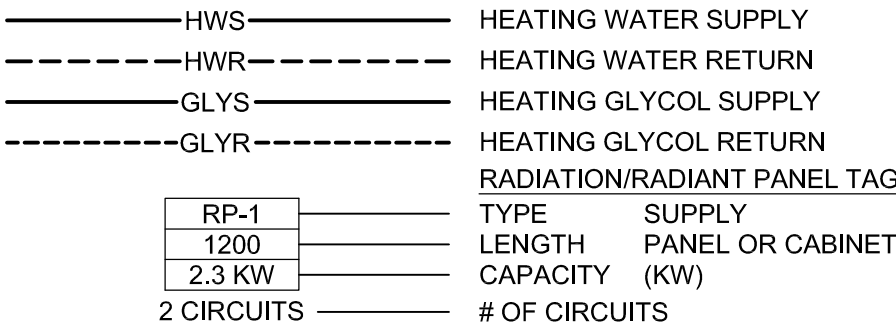 HWS HEATING WATER SUPPLY
HWR HEATING WATER RETURN
GLYS HEATING GLYCOL SUPPLY
GLYR HEATING GLYCOL RETURN
RADIATION/RADIANT PANEL TAG
RP-1 TYPE SUPPLY
1200 LENGTH PANEL OR CABINET
2.3 KW CAPACITY (KW)
2 CIRCUITS # OF CIRCUITS